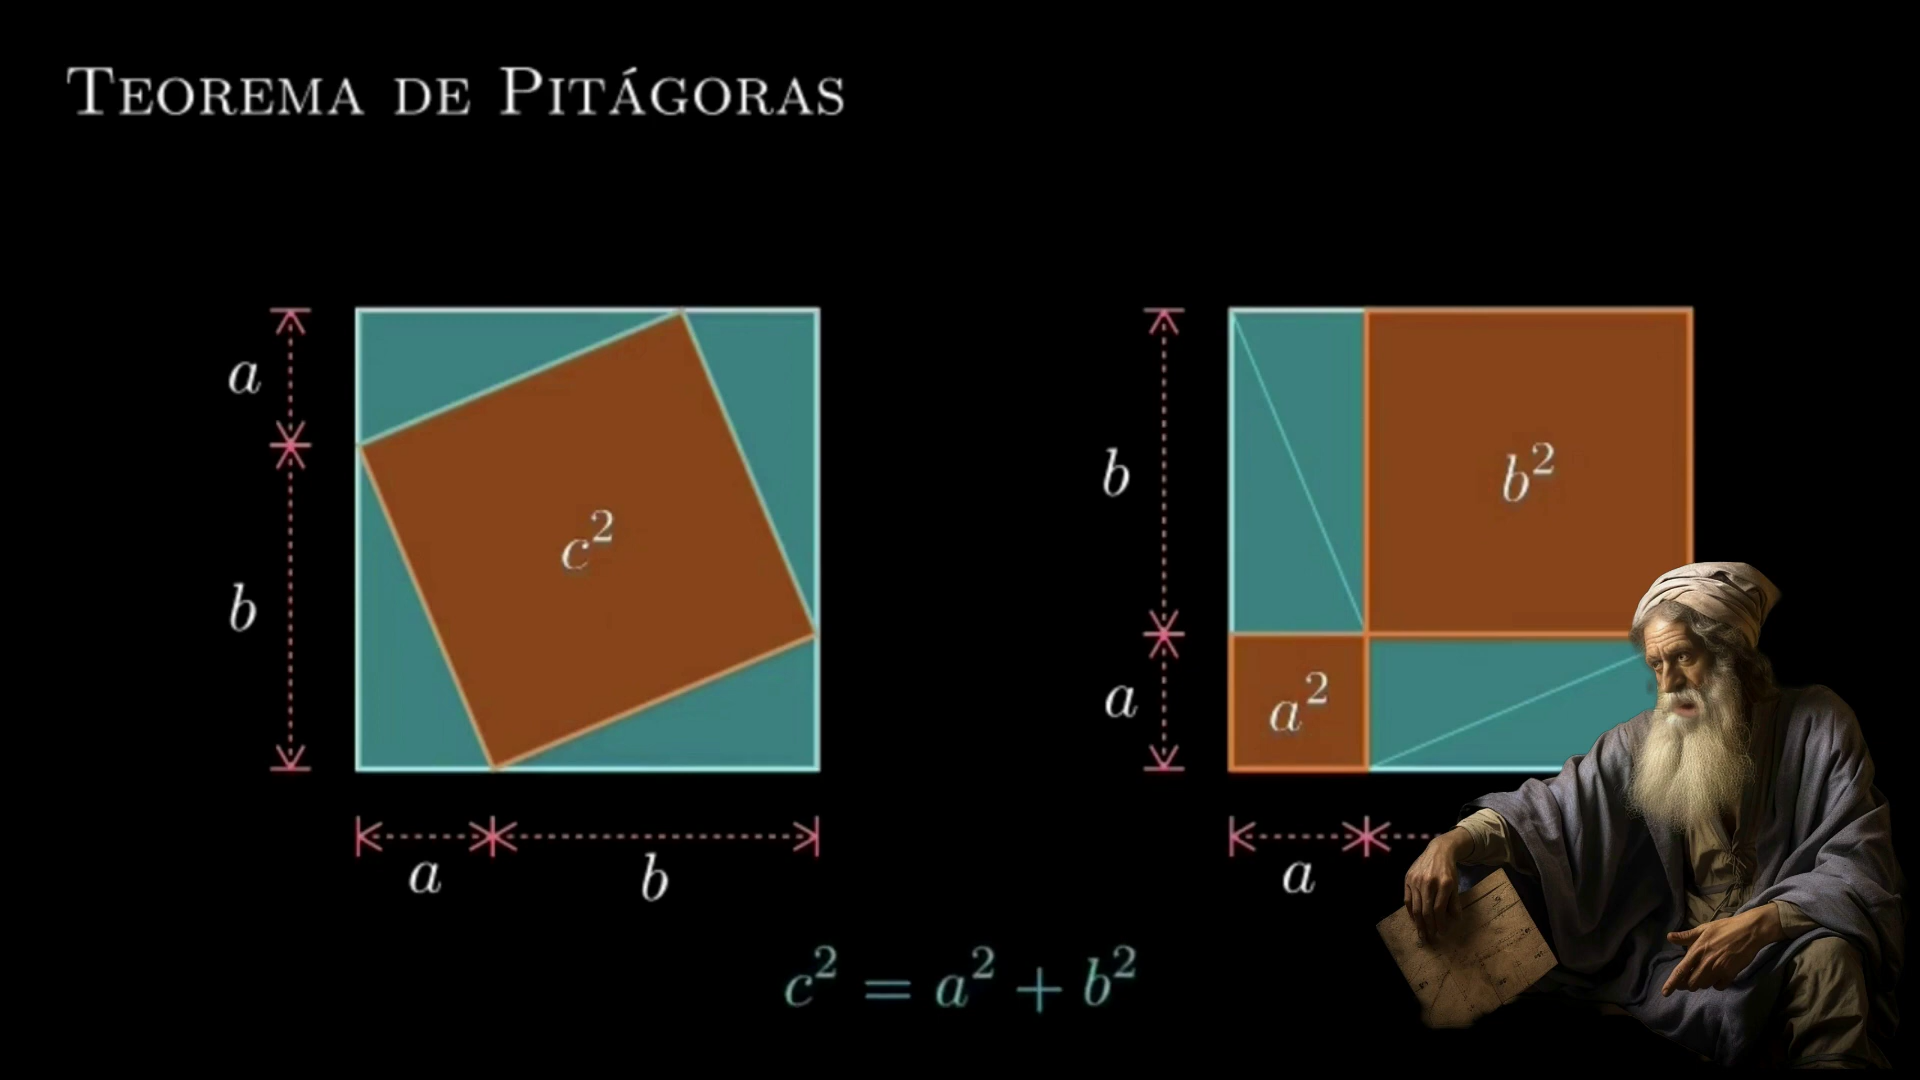 TEOREMA DE PITÁGORAS
a
b
c²
a
b
b
a
b²
a²
a
c² = a² + b²